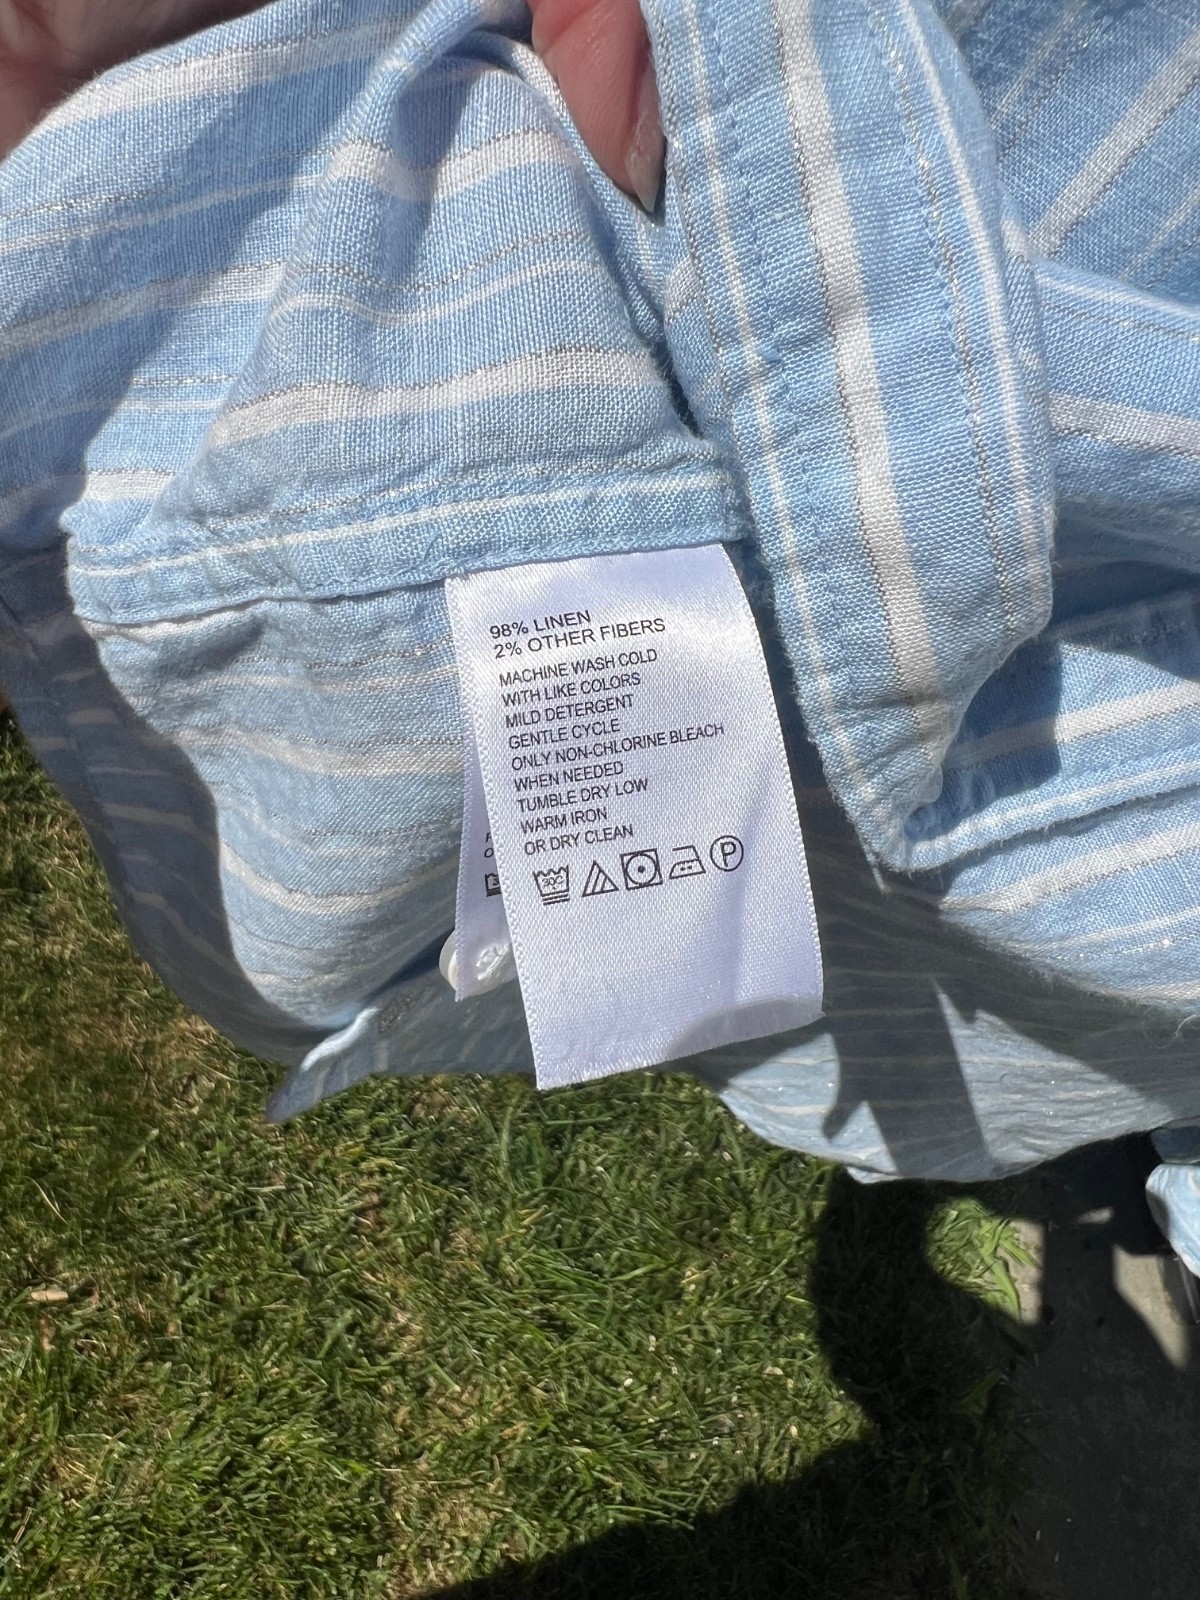 98% LINEN
2% OTHER FIBERS
MACHINE WASH COLD
WITH LIKE COLORS
MILD DETERGENT
GENTLE CYCLE
ONLY NON-CHLORINE BLEACH
WHEN NEEDED
TUMBLE DRY LOW
WARM IRON
OR DRY CLEAN
30C P